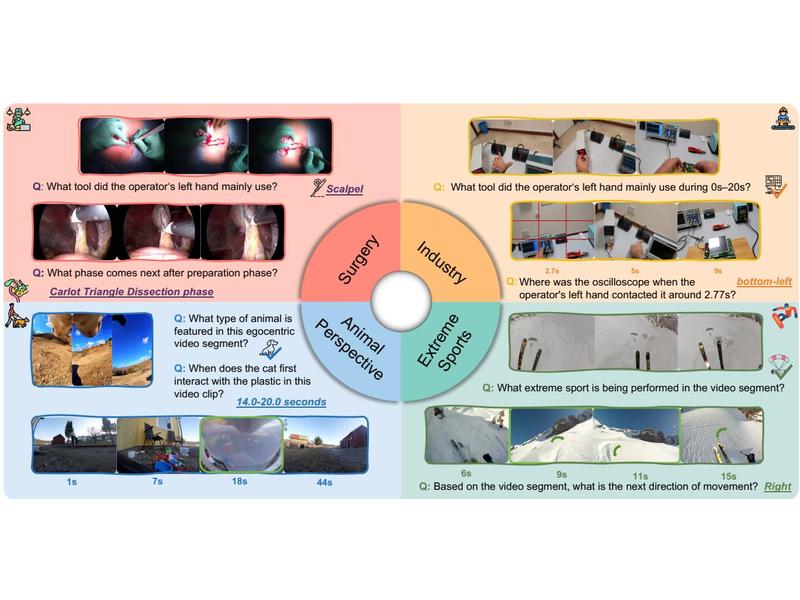 Q: What tool did the operator's left hand mainly use?
Scalpel
Q: What phase comes next after preparation phase?
Carlot Triangle Dissection phase
Q: What tool did the operator's left hand mainly use during 0s–20s?
2.7s
5s
9s
Q: Where was the oscilloscope when the
operator's left hand contacted it around 2.77s?
bottom-left
Surgery
Industry
Animal
Perspective
Extreme
Sports
Q: What type of animal is
featured in this egocentric
video segment?
Q: When does the cat first
interact with the plastic in this
video clip?
14.0-20.0 seconds
1s
7s
18s
44s
Q: What extreme sport is being performed in the video segment?
6s
9s
11s
15s
Q: Based on the video segment, what is the next direction of movement? Right